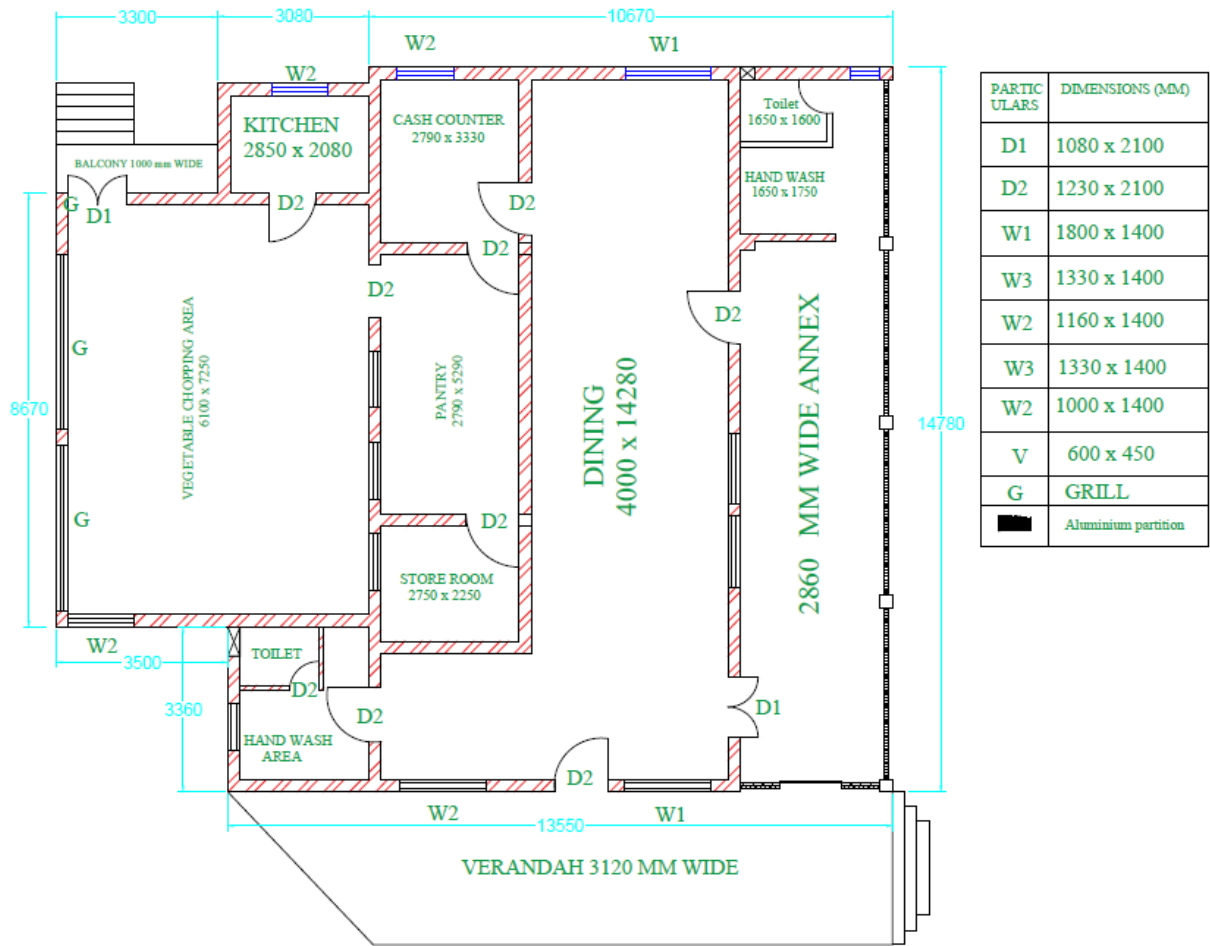 3300
3080
10670
W2
W1
W2
KITCHEN
2850 x 2080
CASH COUNTER
2790 x 3330
Toilet
1650 x 1600
BALCONY 1000 mm WIDE
HAND WASH
1650 x 1750
G
D1
D2
D2
D2
D2
D2
G
VEGETABLE CHOPPING AREA
6100 x 7250
PANTRY
2790 x 5290
DINING
4000 x 14280
2860 MM WIDE ANNEX
8670
14780
G
D2
STORE ROOM
2750 x 2250
W2
3500
TOILET
D2
3360
D2
D1
HAND WASH
AREA
D2
W2
W1
13550
VERANDAH 3120 MM WIDE
PARTIC
ULARS
DIMENSIONS (MM)
D1 1080 x 2100
D2 1230 x 2100
W1 1800 x 1400
W3 1330 x 1400
W2 1160 x 1400
W3 1330 x 1400
W2 1000 x 1400
V 600 x 450
G GRILL
Aluminium partition